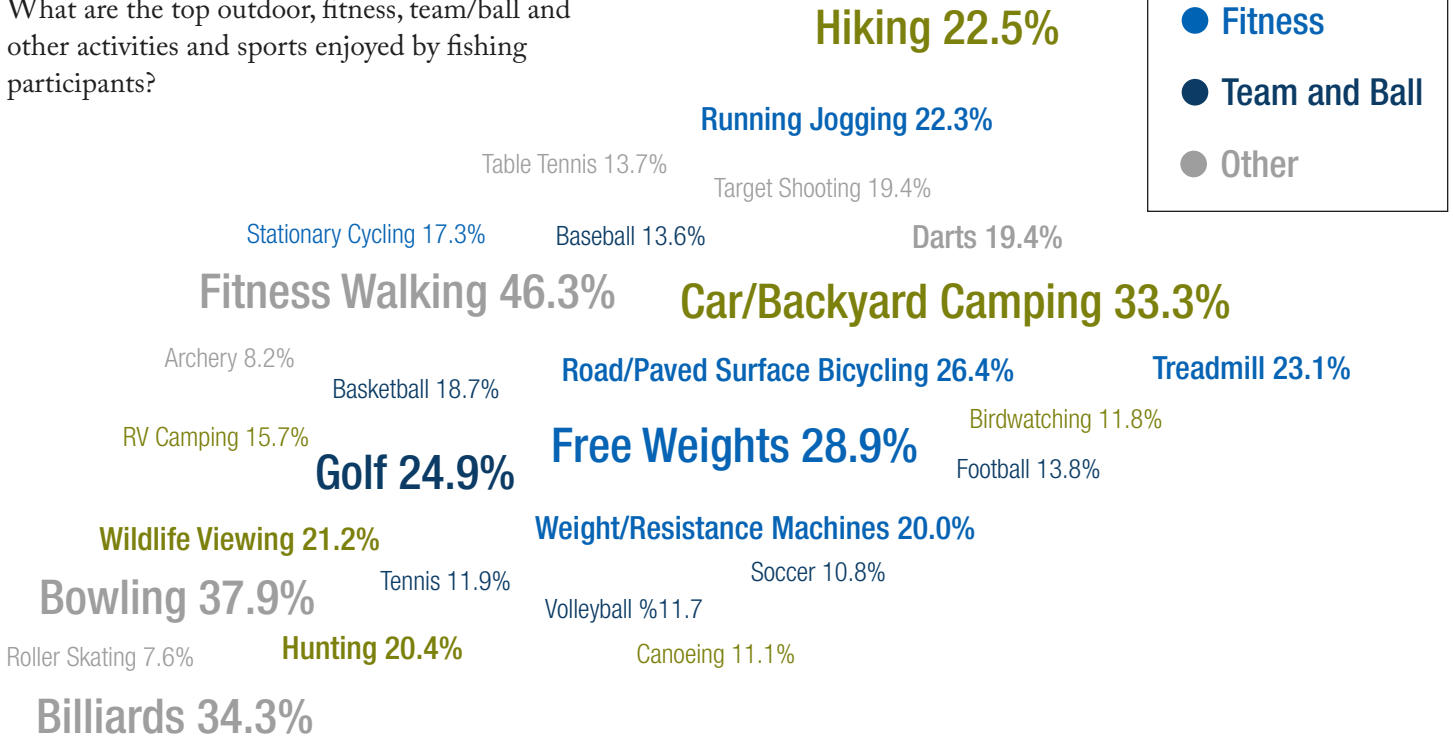 What are the top outdoor, fitness, team/ball and
other activities and sports enjoyed by fishing
participants?
Hiking 22.5%
Fitness
Team and Ball
Other
Running Jogging 22.3%
Table Tennis 13.7%
Target Shooting 19.4%
Stationary Cycling 17.3%
Baseball 13.6%
Darts 19.4%
Fitness Walking 46.3%
Car/Backyard Camping 33.3%
Archery 8.2%
Basketball 18.7%
Road/Paved Surface Bicycling 26.4%
Treadmill 23.1%
RV Camping 15.7%
Golf 24.9%
Free Weights 28.9%
Birdwatching 11.8%
Football 13.8%
Wildlife Viewing 21.2%
Weight/Resistance Machines 20.0%
Bowling 37.9%
Tennis 11.9%
Soccer 10.8%
Volleyball %11.7
Roller Skating 7.6%
Hunting 20.4%
Canoeing 11.1%
Billiards 34.3%